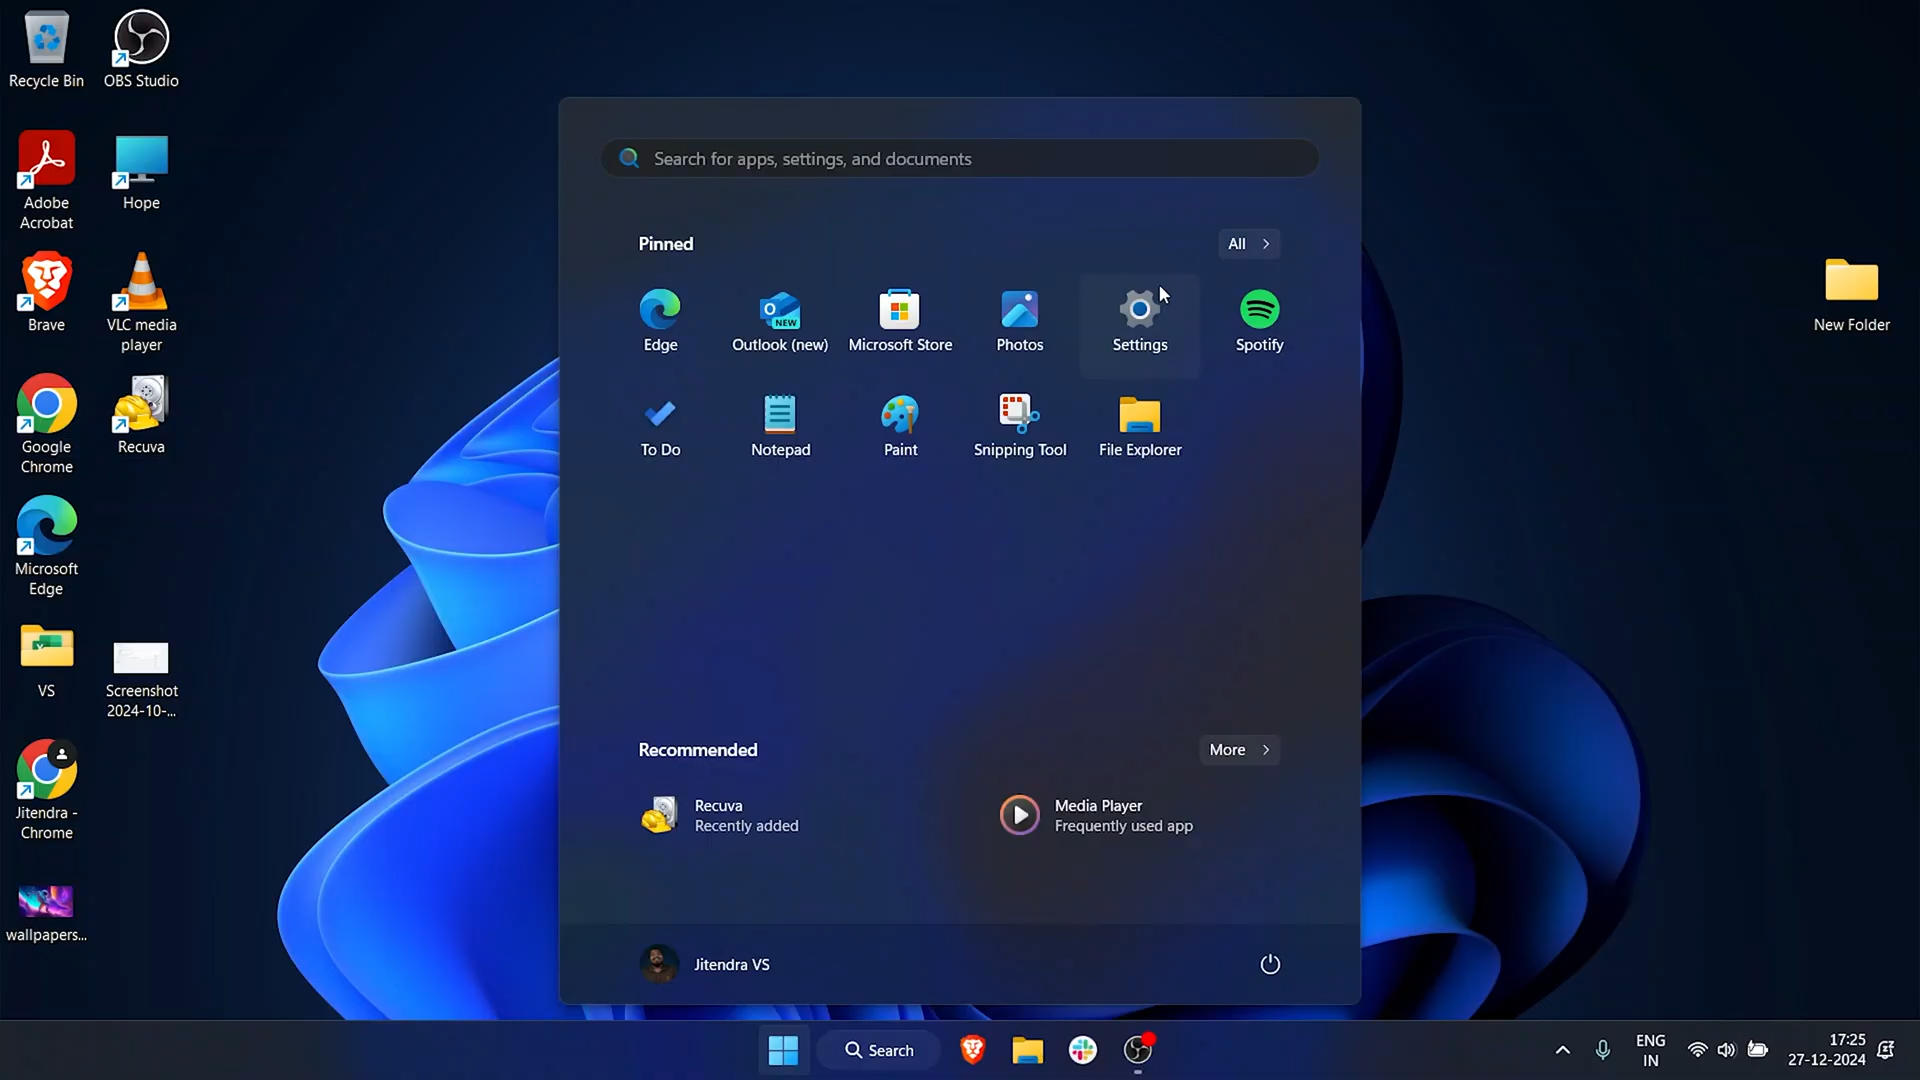 Recycle Bin
OBS Studio
Adobe
Acrobat
Hope
Brave
VLC media
player
Google
Chrome
Recuva
Microsoft
Edge
VS
Screenshot
2024-10-...
Jitendra -
Chrome
wallpapers...
Search for apps, settings, and documents
Pinned
All
Edge
Outlook (new)
NEW
Microsoft Store
Photos
Settings
Spotify
To Do
Notepad
Paint
Snipping Tool
File Explorer
Recommended
More
Recuva
Recently added
Media Player
Frequently used app
Jitendra VS
New Folder
Search
ENG
IN
17:25
27-12-2024